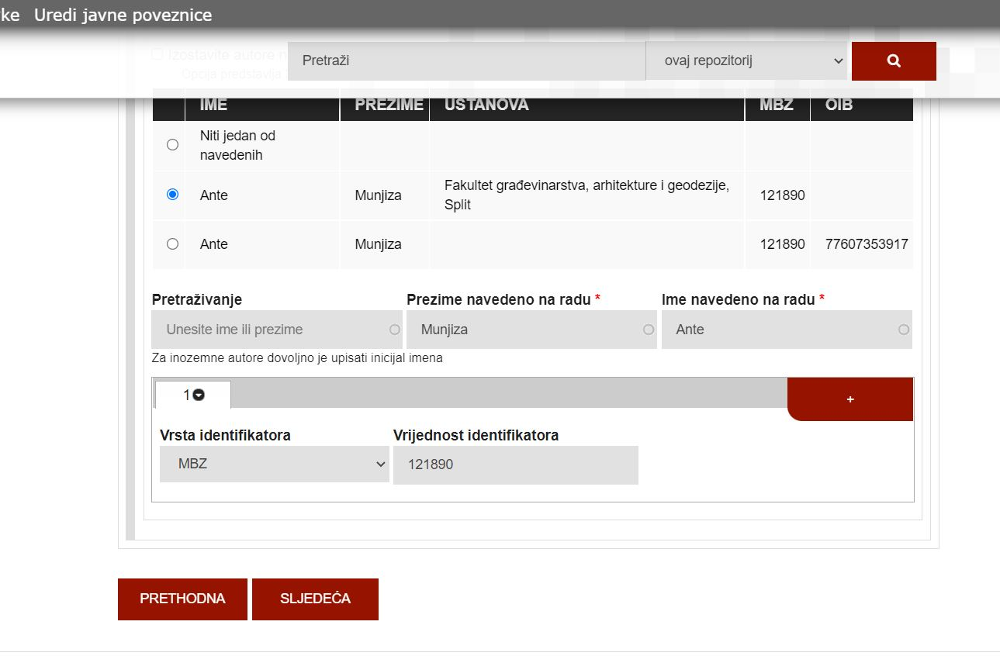 ke Uredi javne poveznice
Izostavite autore n
Opcija predstavlja
Pretraži ovaj repozitorij
IME PREZIME USTANOVA MBZ OIB
Niti jedan od
navedenih
Ante Munjiza Fakultet građevinarstva, arhitekture i geodezije,
Split 121890
Ante Munjiza 121890 77607353917
Pretraživanje Prezime navedeno na radu * Ime navedeno na radu *
Unesite ime ili prezime Munjiza Ante
Za inozemne autore dovoljno je upisati inicijal imena
1 +
Vrsta identifikatora Vrijednost identifikatora
MBZ 121890
PRETHODNA SLJEDEĆA